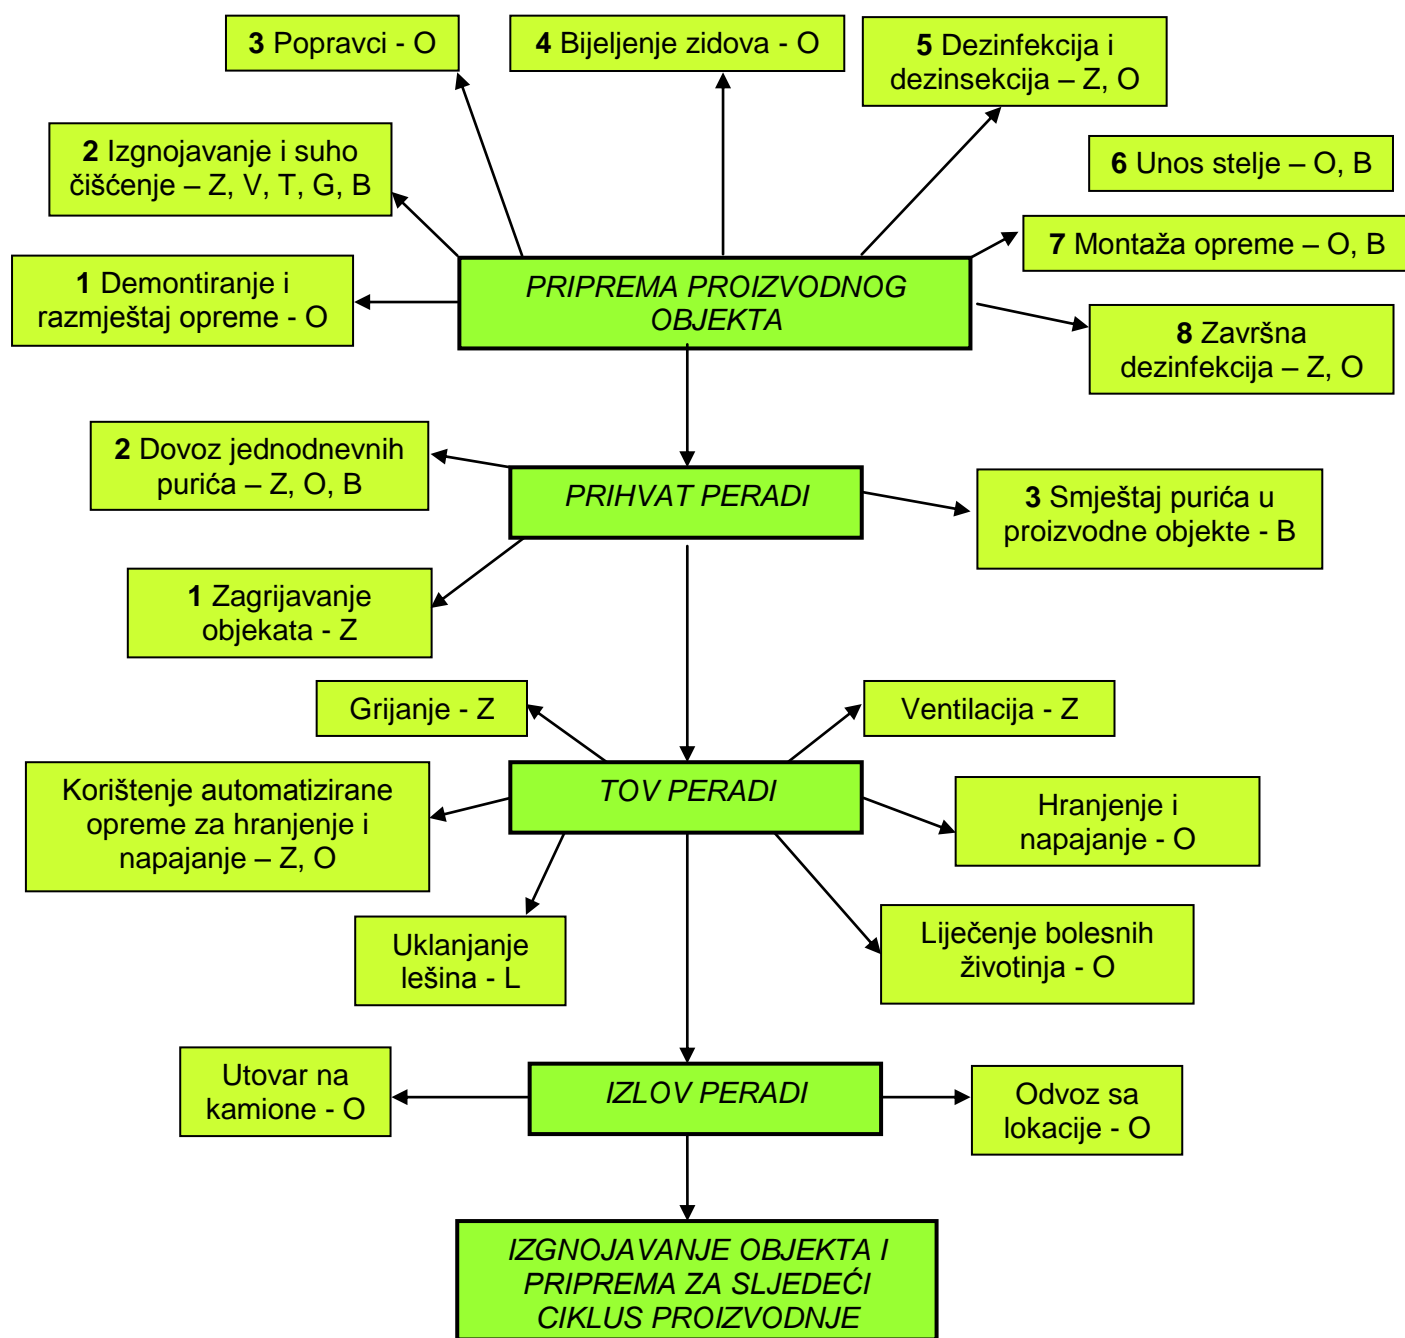 3 Popravci - O
4 Bijeljenje zidova - O
5 Dezinfekcija i
dezinsekcija – Z, O
2 Izgnojavanje i suho
čišćenje – Z, V, T, G, B
6 Unos stelje – O, B
7 Montaža opreme – O, B
1 Demontiranje i
razmještaj opreme - O
PRIPREMA PROIZVODNOG
OBJEKTA
8 Završna
dezinfekcija – Z, O
2 Dovoz jednodnevnih
purića – Z, O, B
PRIHVAT PERADI
3 Smještaj purića u
proizvodne objekte - B
1 Zagrijavanje
objekata - Z
Grijanje - Z
Ventilacija - Z
Korištenje automatizirane
opreme za hranjenje i
napajanje – Z, O
TOV PERADI
Hranjenje i
napajanje - O
Uklanjanje
lešina - L
Liječenje bolesnih
životinja - O
Utovar na
kamione - O
IZLOV PERADI
Odvoz sa
lokacije - O
IZGNOJAVANJE OBJEKTA I
PRIPREMA ZA SLJEDEĆI
CIKLUS PROIZVODNJE